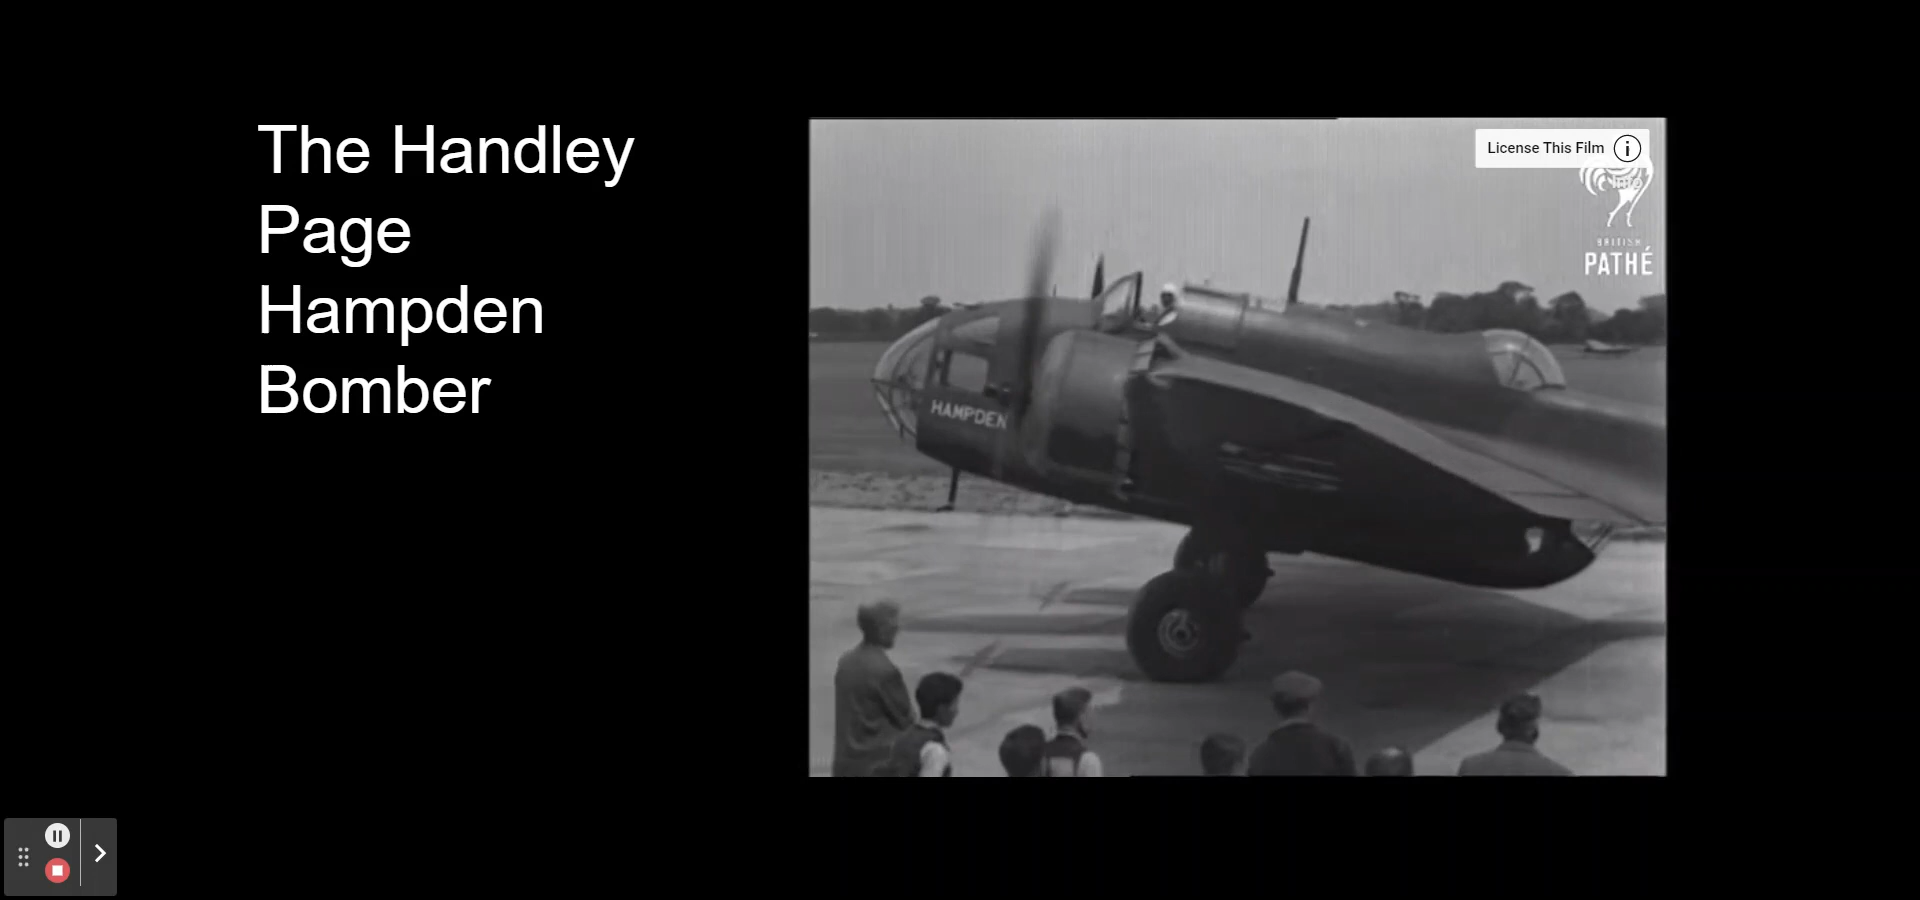 The Handley
Page
Hampden
Bomber
License This Film
BRITISH
PATHÉ
HAMPDEN